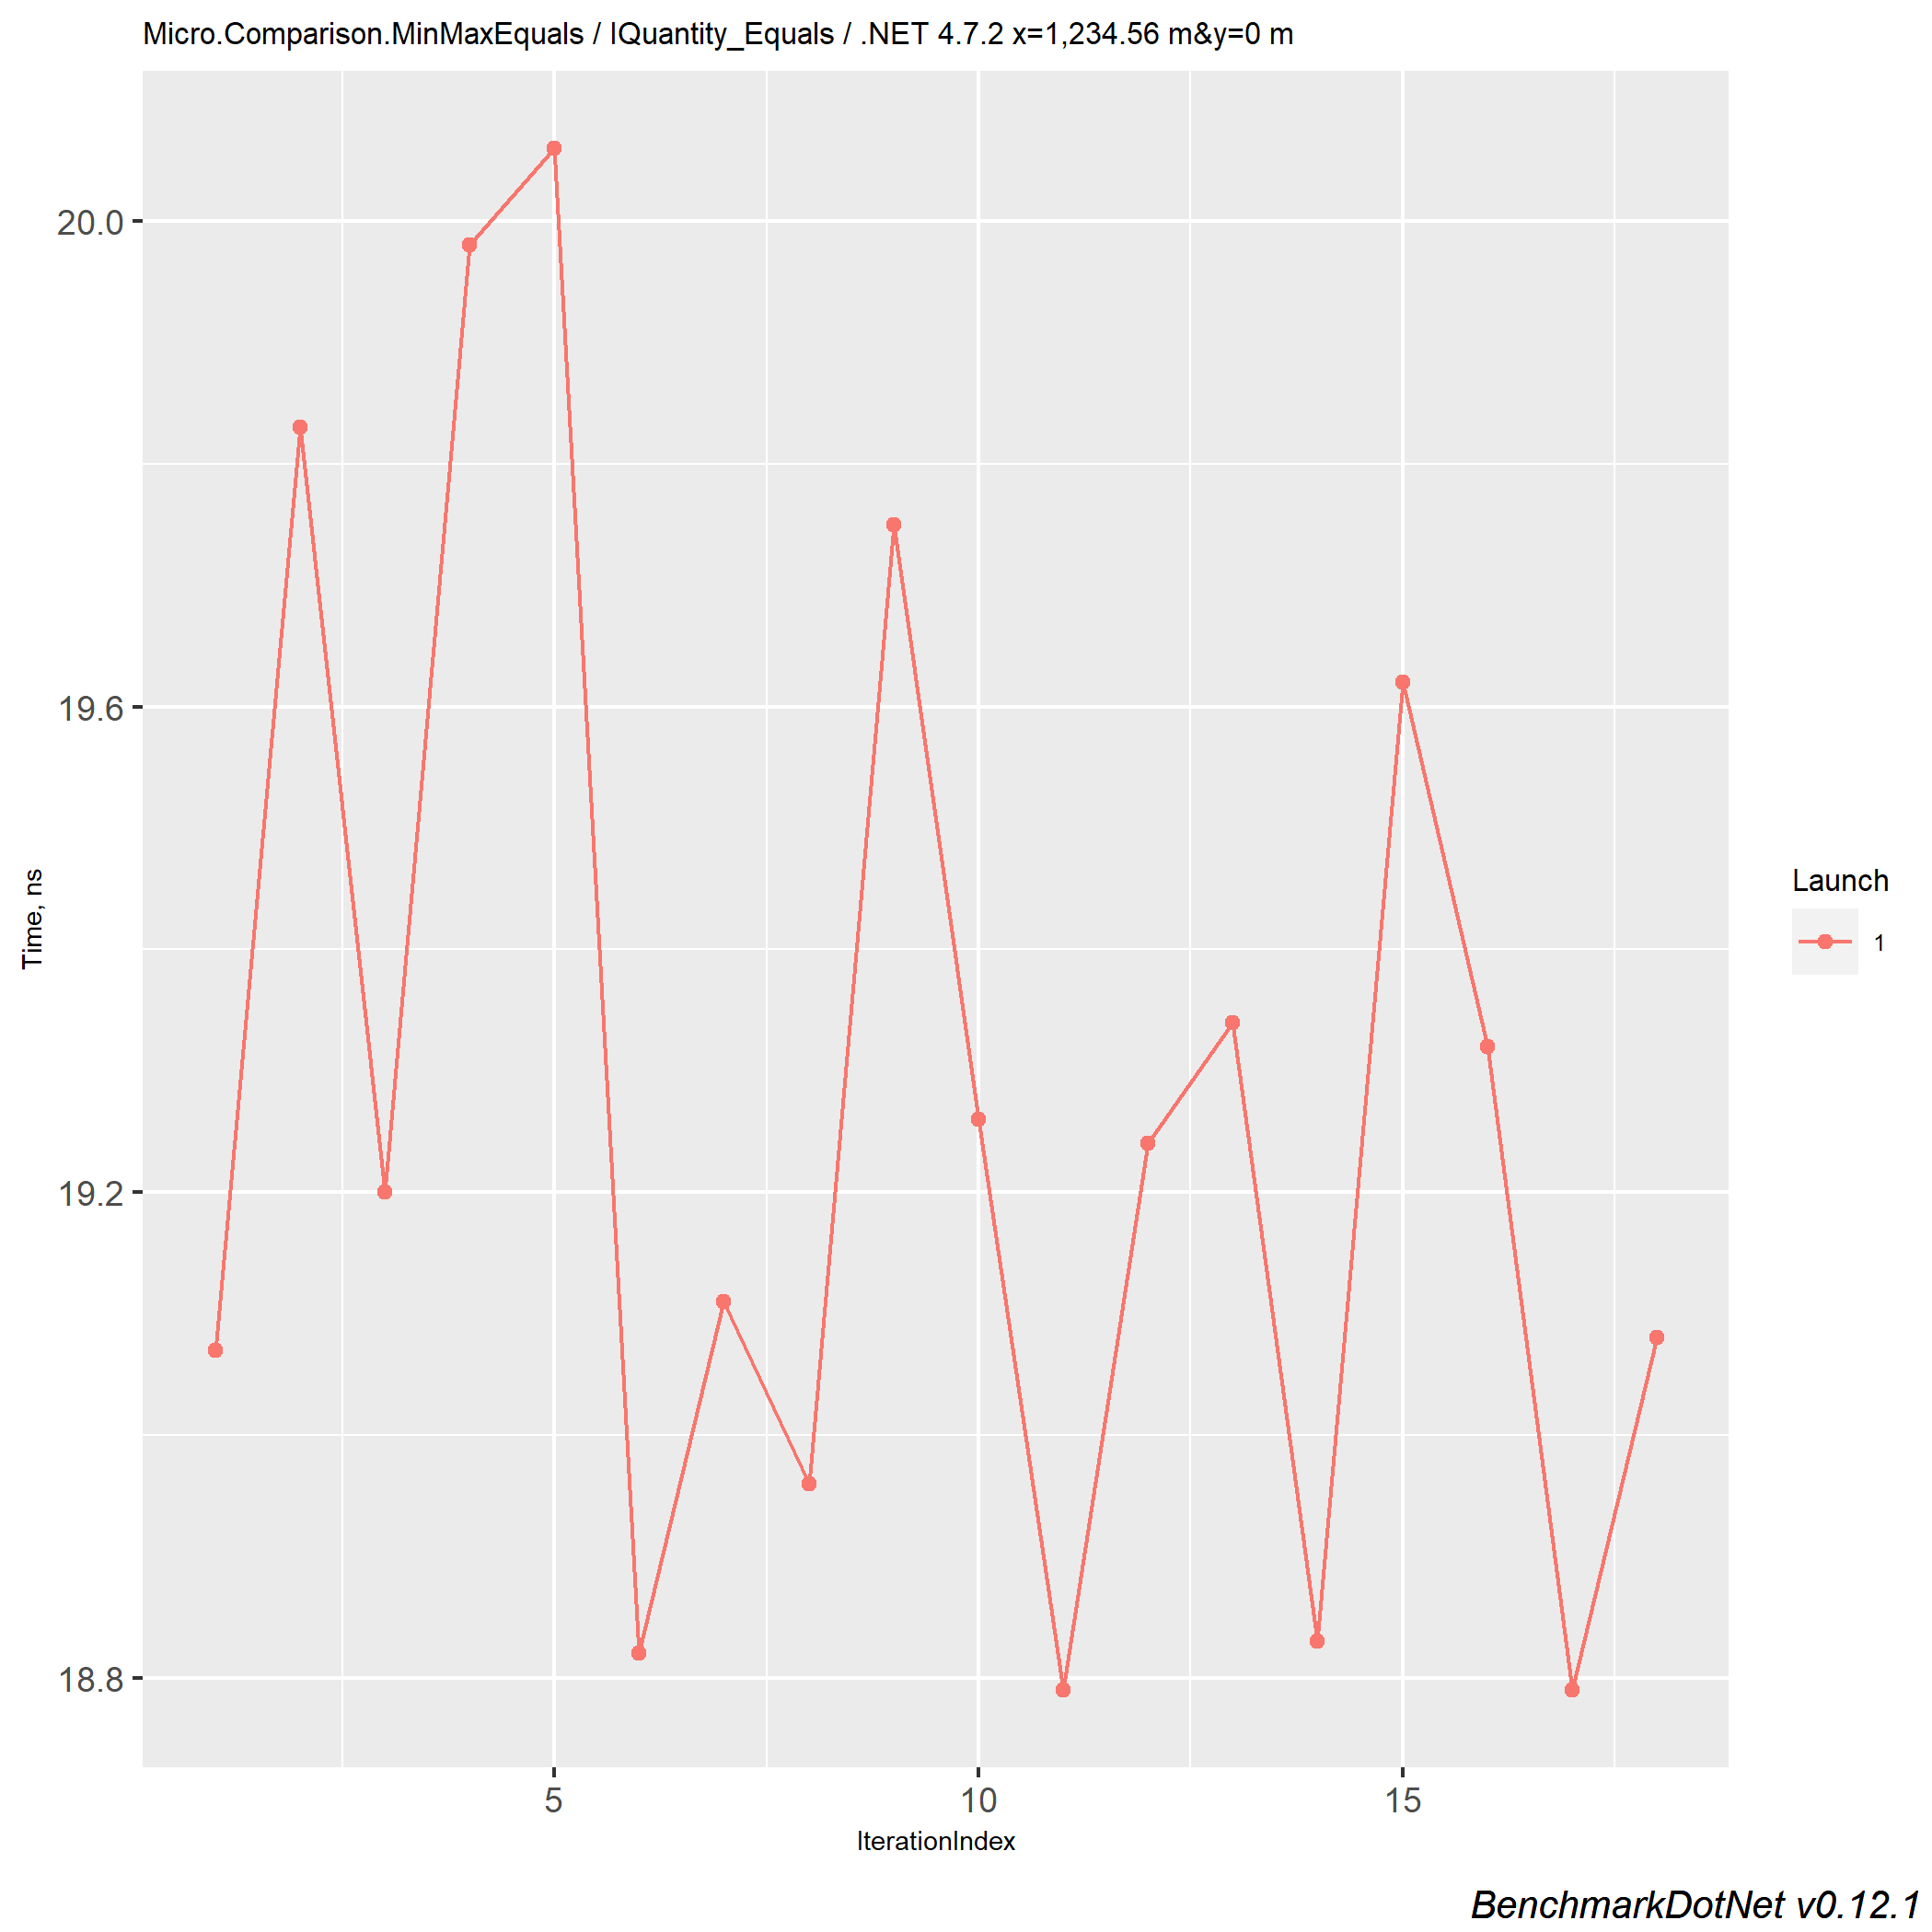 Micro.Comparison.MinMaxEquals / IQuantity_Equals / .NET 4.7.2 x=1,234.56 m&y=0 m
20.0
19.6
19.2
18.8
Time, ns
5 10 15
IterationIndex
Launch
1
BenchmarkDotNet v0.12.1